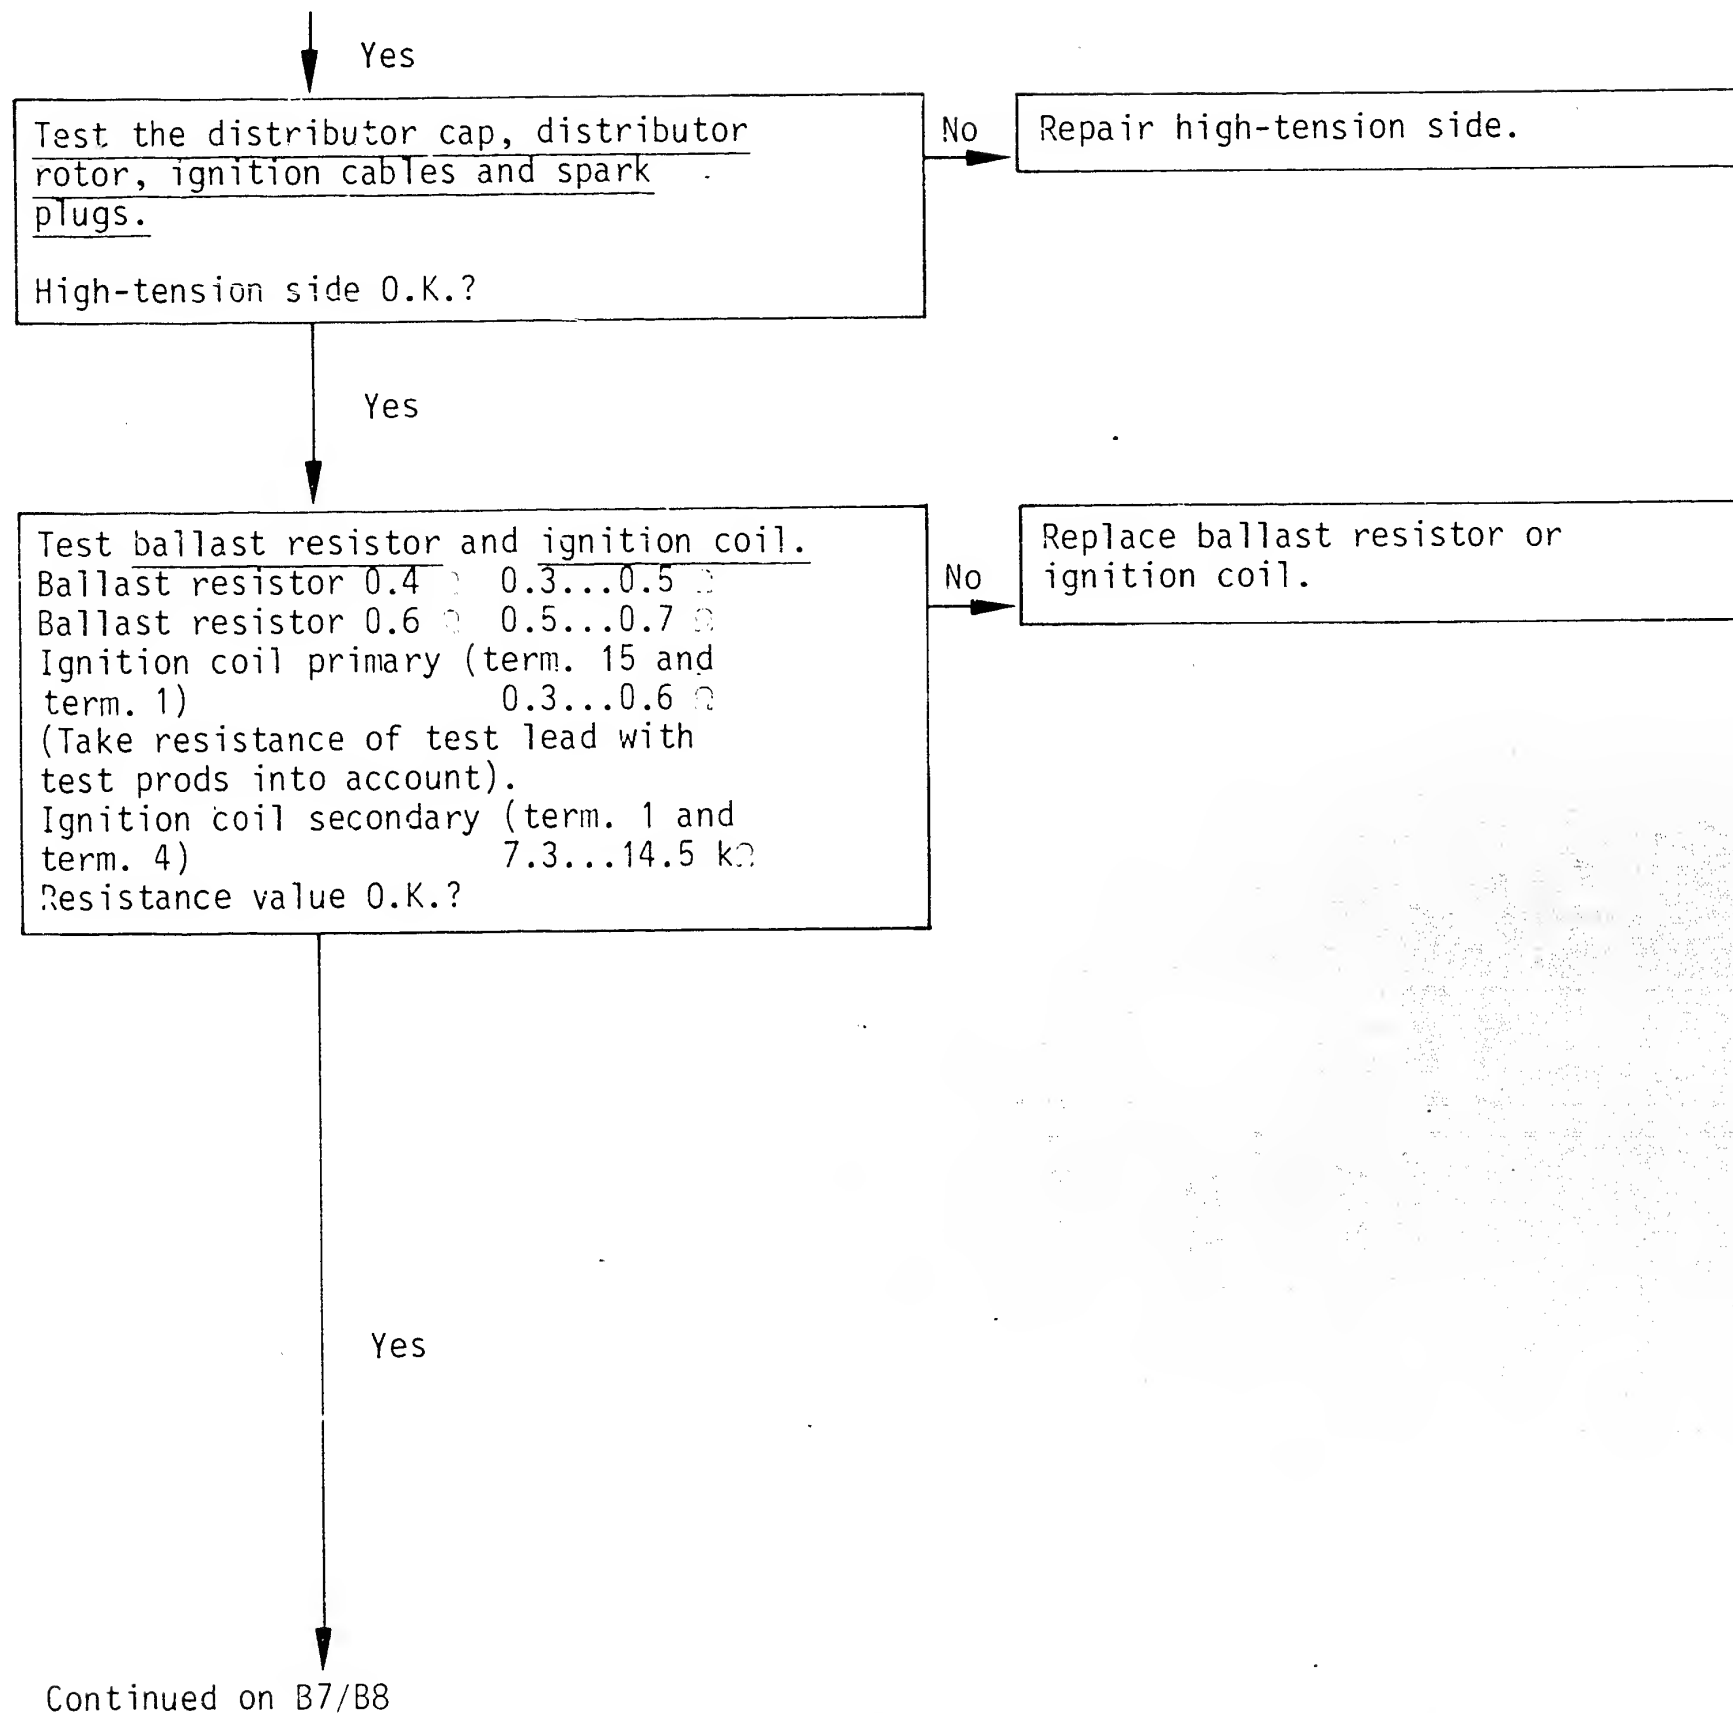 Yes
Test the distributor cap, distributor
rotor, ignition cables and spark
plugs.
High-tension side O.K.?
No
Repair high-tension side.
Yes
Test ballast resistor and ignition coil.
Ballast resistor 0.4 Ω 0.3...0.5 Ω
Ballast resistor 0.6 Ω 0.5...0.7 Ω
Ignition coil primary (term. 15 and
term. 1) 0.3...0.6 Ω
(Take resistance of test lead with
test prods into account).
Ignition coil secondary (term. 1 and
term. 4) 7.3...14.5 kΩ
Resistance value O.K.?
No
Replace ballast resistor or
ignition coil.
Yes
Continued on B7/B8